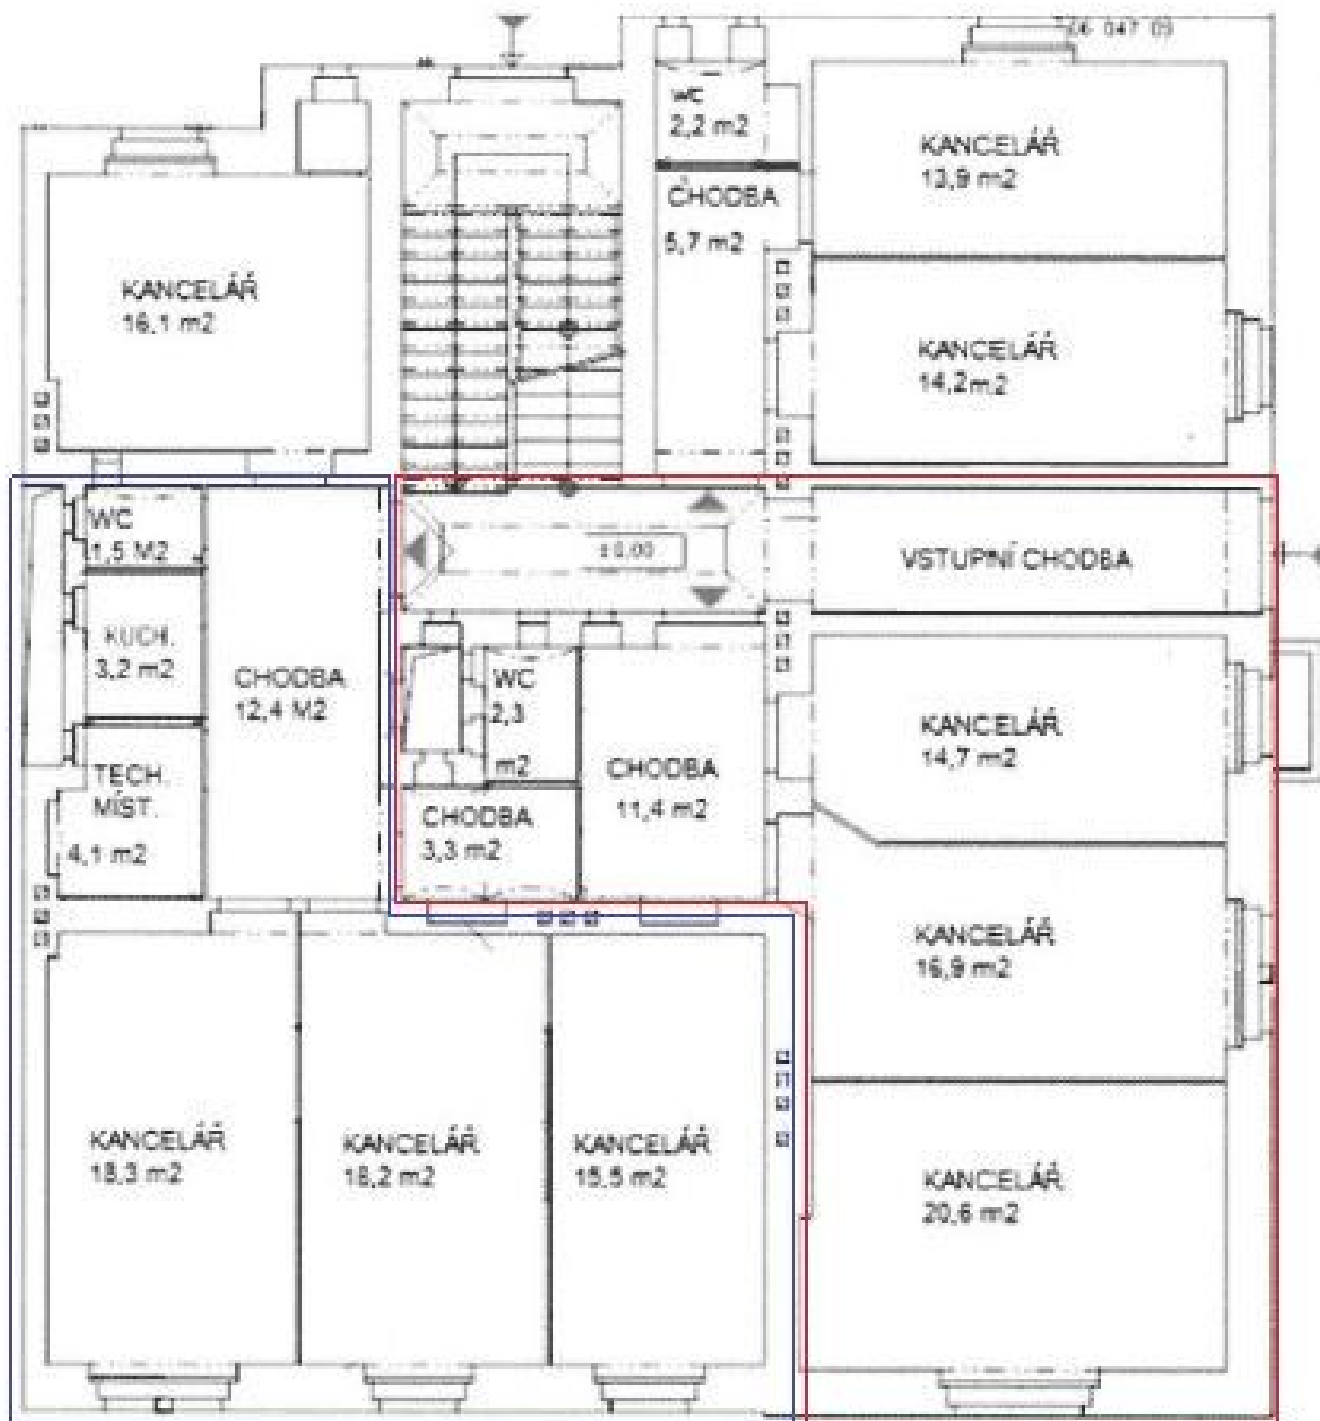 WC
2,2 m2
KANCELÁŘ
13,9 m2
CHODBA
5,7 m2
KANCELÁŘ
16,1 m2
KANCELÁŘ
14,2m2
WC
1,5 M2
±0,00
VSTUPNÍ CHODBA
KUCH.
3,2 m2
CHODBA
12,4 M2
WC
2,3
m2
CHODBA
11,4 m2
KANCELÁŘ
14,7 m2
TECH.
MÍST.
4,1 m2
CHODBA
3,3 m2
KANCELÁŘ
16,9 m2
KANCELÁŘ
18,3 m2
KANCELÁŘ
18,2 m2
KANCELÁŘ
15,5 m2
KANCELÁŘ
20,6 m2